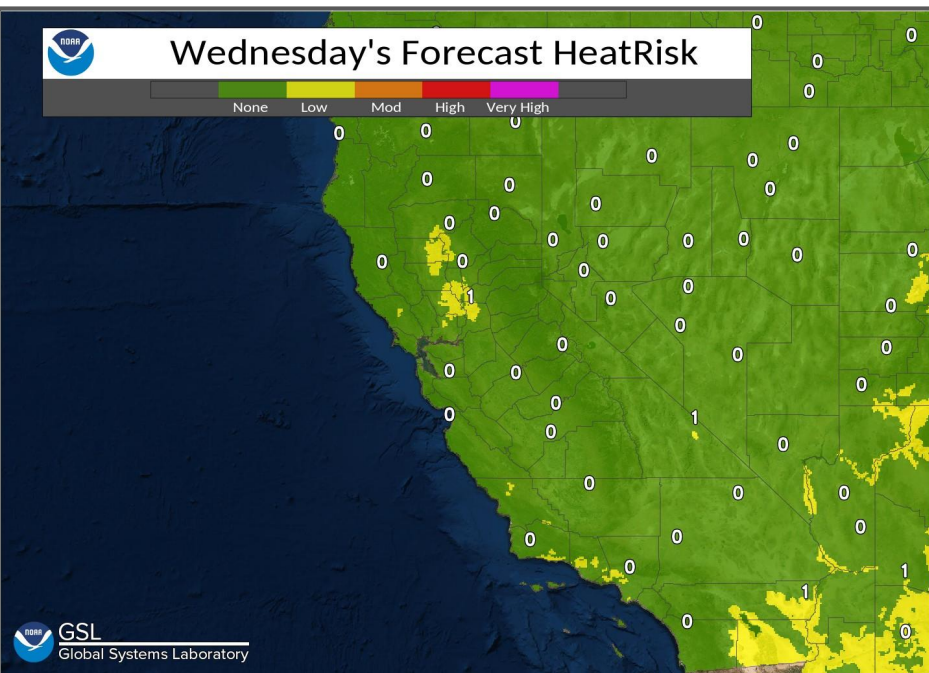 NOAA
Wednesday's Forecast HeatRisk
None Low Mod High Very High
0 0
0
0
0 0 0
0
0 0
0 0 0
0
0 0
0 0 0 0 0
0 0 0 0
0
0
1 0 0
0
0 0
0 0
0 0 0
0
0 1
0 0
0 0 0
0
0 0
0 1
1
0 0
NOAA
GSL
Global Systems Laboratory